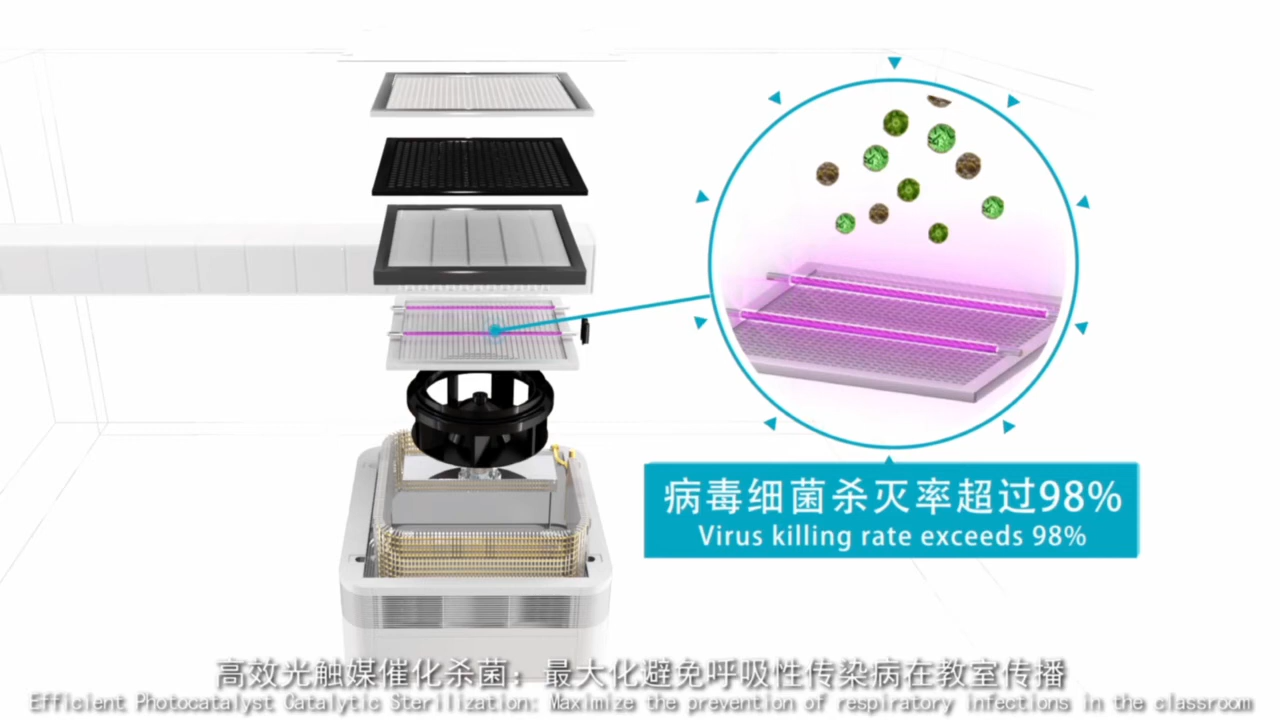 病毒细菌杀灭率超过98%
Virus killing rate exceeds 98%
高效光触媒催化杀菌：最大化避免呼吸性传染病在教室传播
Efficient Photocatalyst Catalytic Sterilization: Maximize the prevention of respiratory infections in the classroom